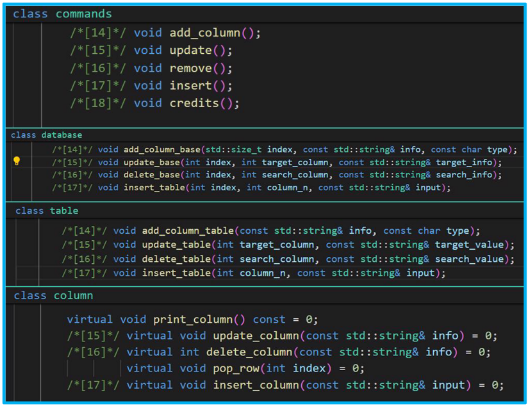 class commands
/*[14]*/ void add_column();
/*[15]*/ void update();
/*[16]*/ void remove();
/*[17]*/ void insert();
/*[18]*/ void credits();
class database
/*[14]*/ void add_column_base(std::size_t index, const std::string& info, const char type);
/*[15]*/ void update_base(int index, int target_column, const std::string& target_info);
/*[16]*/ void delete_base(int index, int search_column, const std::string& search_info);
/*[17]*/ void insert_table(int index, int column_n, const std::string& input);
class table
/*[14]*/ void add_column_table(const std::string& info, const char type);
/*[15]*/ void update_table(int target_column, const std::string& target_value);
/*[16]*/ void delete_table(int search_column, const std::string& search_value);
/*[17]*/ void insert_table(int column_n, const std::string& input);
class column
virtual void print_column() const = 0;
/*[15]*/ virtual void update_column(const std::string& info) = 0;
/*[16]*/ virtual int delete_column(const std::string& info) = 0;
virtual void pop_row(int index) = 0;
/*[17]*/ virtual void insert_column(const std::string& input) = 0;